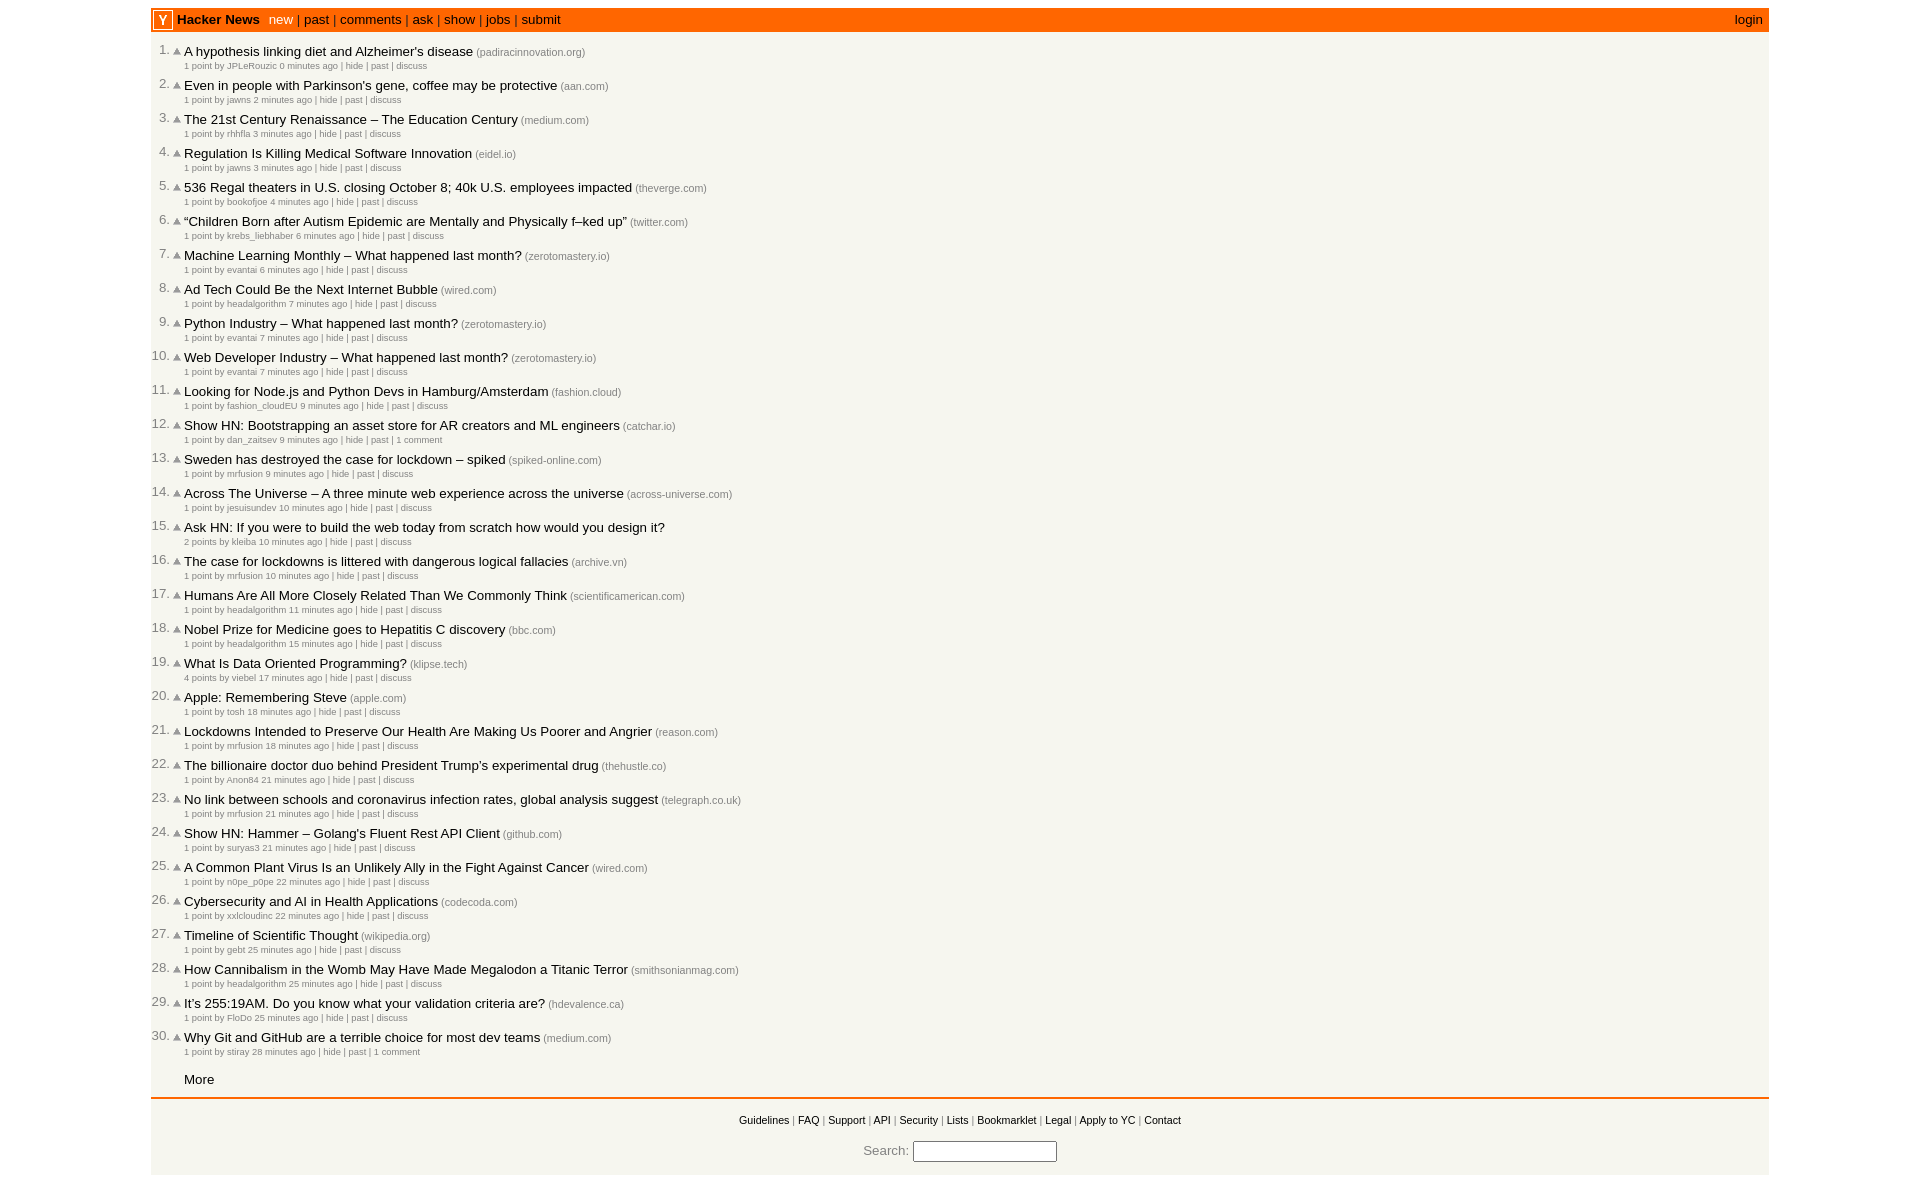 Y Hacker News new | past | comments | ask | show | jobs | submit login
1. A hypothesis linking diet and Alzheimer's disease (padiracinnovation.org)
1 point by JPLeRouzic 0 minutes ago | hide | past | discuss
2. Even in people with Parkinson's gene, coffee may be protective (aan.com)
1 point by jawns 2 minutes ago | hide | past | discuss
3. The 21st Century Renaissance – The Education Century (medium.com)
1 point by rhhfla 3 minutes ago | hide | past | discuss
4. Regulation Is Killing Medical Software Innovation (eidel.io)
1 point by jawns 3 minutes ago | hide | past | discuss
5. 536 Regal theaters in U.S. closing October 8; 40k U.S. employees impacted (theverge.com)
1 point by bookofjoe 4 minutes ago | hide | past | discuss
6. “Children Born after Autism Epidemic are Mentally and Physically f–ked up” (twitter.com)
1 point by krebs_liebhaber 6 minutes ago | hide | past | discuss
7. Machine Learning Monthly – What happened last month? (zerotomastery.io)
1 point by evantai 6 minutes ago | hide | past | discuss
8. Ad Tech Could Be the Next Internet Bubble (wired.com)
1 point by headalgorithm 7 minutes ago | hide | past | discuss
9. Python Industry – What happened last month? (zerotomastery.io)
1 point by evantai 7 minutes ago | hide | past | discuss
10. Web Developer Industry – What happened last month? (zerotomastery.io)
1 point by evantai 7 minutes ago | hide | past | discuss
11. Looking for Node.js and Python Devs in Hamburg/Amsterdam (fashion.cloud)
1 point by fashion_cloudEU 9 minutes ago | hide | past | discuss
12. Show HN: Bootstrapping an asset store for AR creators and ML engineers (catchar.io)
1 point by dan_zaitsev 9 minutes ago | hide | past | 1 comment
13. Sweden has destroyed the case for lockdown – spiked (spiked-online.com)
1 point by mrfusion 9 minutes ago | hide | past | discuss
14. Across The Universe – A three minute web experience across the universe (across-universe.com)
1 point by jesuisundev 10 minutes ago | hide | past | discuss
15. Ask HN: If you were to build the web today from scratch how would you design it?
2 points by kleiba 10 minutes ago | hide | past | discuss
16. The case for lockdowns is littered with dangerous logical fallacies (archive.vn)
1 point by mrfusion 10 minutes ago | hide | past | discuss
17. Humans Are All More Closely Related Than We Commonly Think (scientificamerican.com)
1 point by headalgorithm 11 minutes ago | hide | past | discuss
18. Nobel Prize for Medicine goes to Hepatitis C discovery (bbc.com)
1 point by headalgorithm 15 minutes ago | hide | past | discuss
19. What Is Data Oriented Programming? (klipse.tech)
4 points by viebel 17 minutes ago | hide | past | discuss
20. Apple: Remembering Steve (apple.com)
1 point by tosh 18 minutes ago | hide | past | discuss
21. Lockdowns Intended to Preserve Our Health Are Making Us Poorer and Angrier (reason.com)
1 point by mrfusion 18 minutes ago | hide | past | discuss
22. The billionaire doctor duo behind President Trump’s experimental drug (thehustle.co)
1 point by Anon84 21 minutes ago | hide | past | discuss
23. No link between schools and coronavirus infection rates, global analysis suggest (telegraph.co.uk)
1 point by mrfusion 21 minutes ago | hide | past | discuss
24. Show HN: Hammer – Golang's Fluent Rest API Client (github.com)
1 point by suryas3 21 minutes ago | hide | past | discuss
25. A Common Plant Virus Is an Unlikely Ally in the Fight Against Cancer (wired.com)
1 point by n0pe_p0pe 22 minutes ago | hide | past | discuss
26. Cybersecurity and AI in Health Applications (codecoda.com)
1 point by xxlcloudinc 22 minutes ago | hide | past | discuss
27. Timeline of Scientific Thought (wikipedia.org)
1 point by gebt 25 minutes ago | hide | past | discuss
28. How Cannibalism in the Womb May Have Made Megalodon a Titanic Terror (smithsonianmag.com)
1 point by headalgorithm 25 minutes ago | hide | past | discuss
29. It’s 255:19AM. Do you know what your validation criteria are? (hdevalence.ca)
1 point by FloDo 25 minutes ago | hide | past | discuss
30. Why Git and GitHub are a terrible choice for most dev teams (medium.com)
1 point by stiray 28 minutes ago | hide | past | 1 comment
More
Guidelines | FAQ | Support | API | Security | Lists | Bookmarklet | Legal | Apply to YC | Contact
Search: